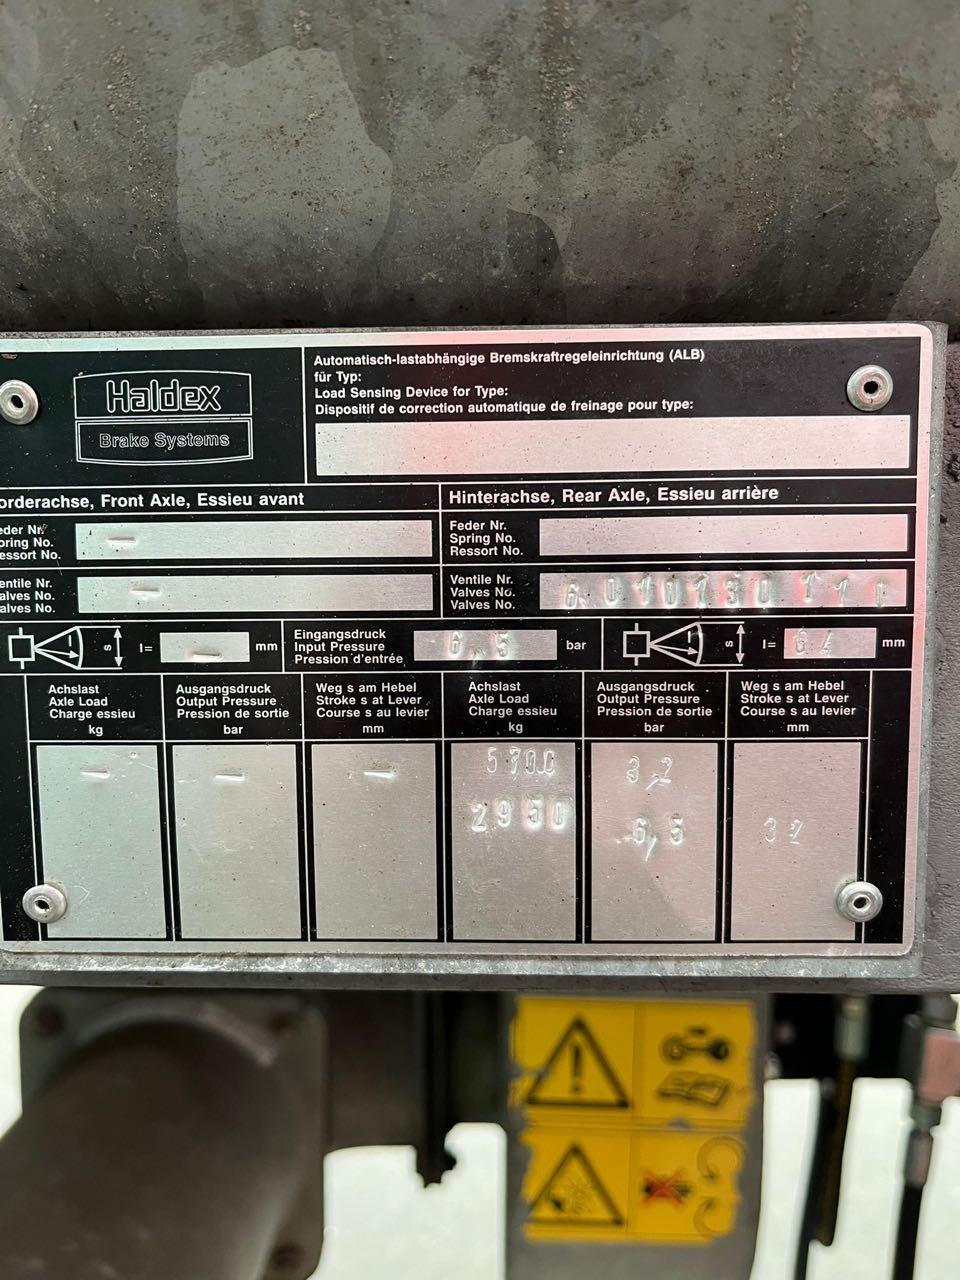 Haldex
Brake Systems
Automatisch-lastabhängige Bremskraftregeleinrichtung (ALB)
für Typ:
Load Sensing Device for Type:
Dispositif de correction automatique de freinage pour type:
orderachse, Front Axle, Essieu avant
Hinterachse, Rear Axle, Essieu arrière
eder Nr.
pring No.
essort No.
-
Feder Nr.
Spring No.
Ressort No.
entile Nr.
alves No.
alves No.
-
Ventile Nr.
Valves No.
Valves No.
s
l=
-
mm
Eingangsdruck
Input Pressure
Pression d'entrée
6,5
bar
s
l=
mm
Achslast
Axle Load
Charge essieu
kg
Ausgangsdruck
Output Pressure
Pression de sortie
bar
Weg s am Hebel
Stroke s at Lever
Course s au levier
mm
Achslast
Axle Load
Charge essieu
kg
Ausgangsdruck
Output Pressure
Pression de sortie
bar
Weg s am Hebel
Stroke s at Lever
Course s au levier
mm
- - - 5700 3,2
2950 6,5 32